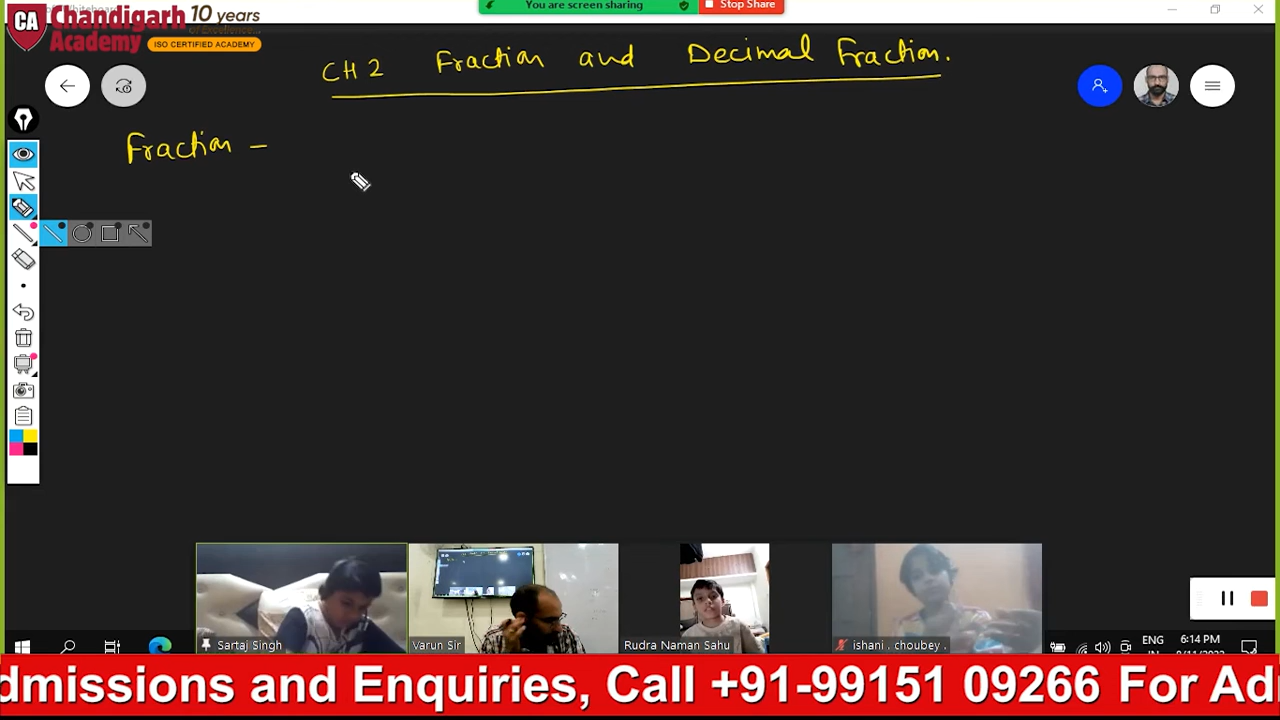 Chandigarh
Academy
10 years
ISO CERTIFIED ACADEMY
You are screen sharing
Stop Share
CH 2 Fraction and Decimal Fraction.
Fraction -
Sartaj Singh
Varun Sir
Rudra Naman Sahu
ishani . choubey .
ENG
6:14 PM
dmissions and Enquiries, Call +91-99151 09266 For Ad